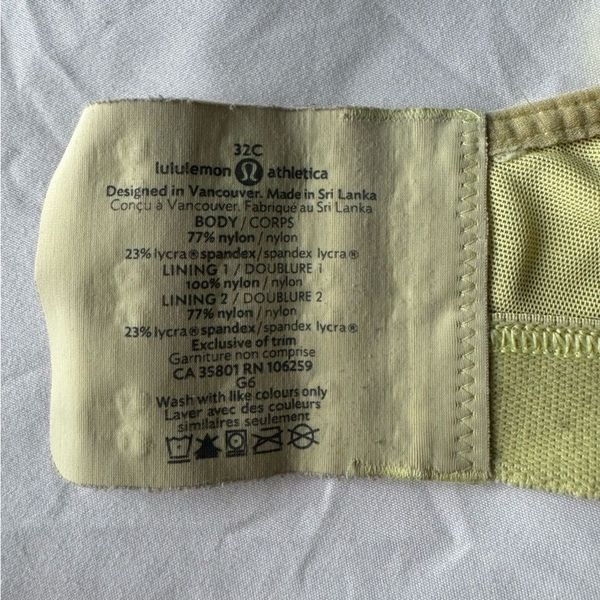 32C
lululemon athletica
Designed in Vancouver. Made in Sri Lanka
Conçu à Vancouver. Fabriqué au Sri Lanka
BODY / CORPS
77% nylon / nylon
23% lycra® spandex / spandex lycra®
LINING 1 / DOUBLURE 1
100% nylon / nylon
LINING 2 / DOUBLURE 2
77% nylon / nylon
23% lycra® spandex / spandex lycra®
Exclusive of trim
Garniture non comprise
CA 35801 RN 106259
G6
Wash with like colours only
Laver avec des couleurs
similaires seulement